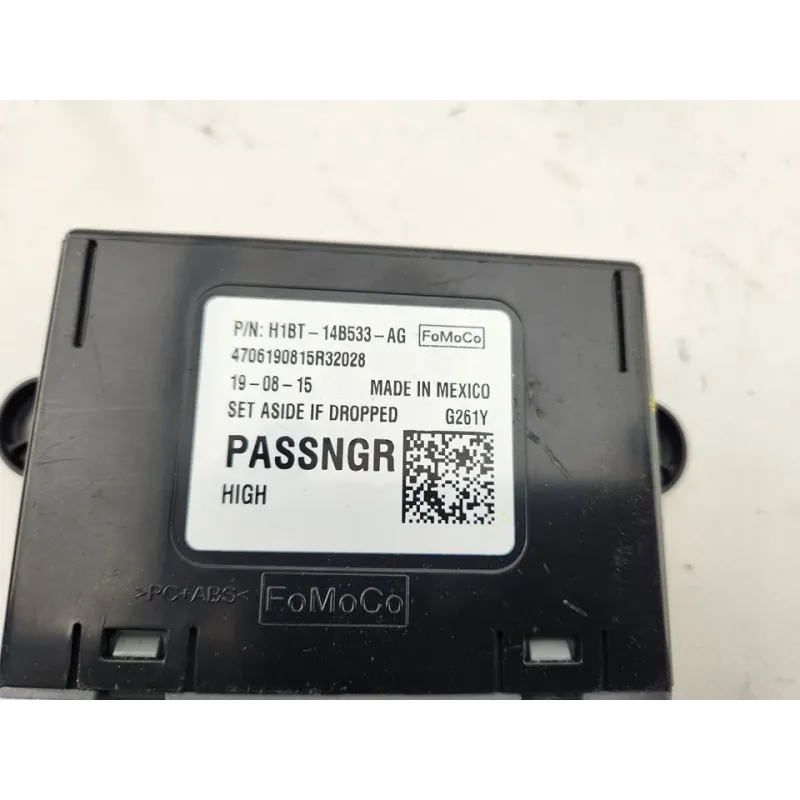 P/N: H1BT-14B533-AG FoMoCo
4706190815R32028
19-08-15 MADE IN MEXICO
SET ASIDE IF DROPPED G261Y
PASSNGR
HIGH
>PC+ABS< FoMoCo